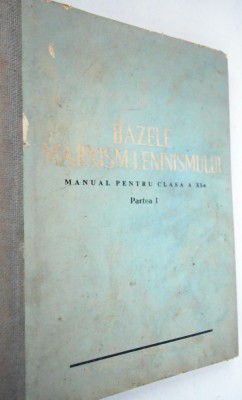 BAZELE
MARXISM-LENINISMULUI
MANUAL PENTRU CLASA A XI-a
Partea I